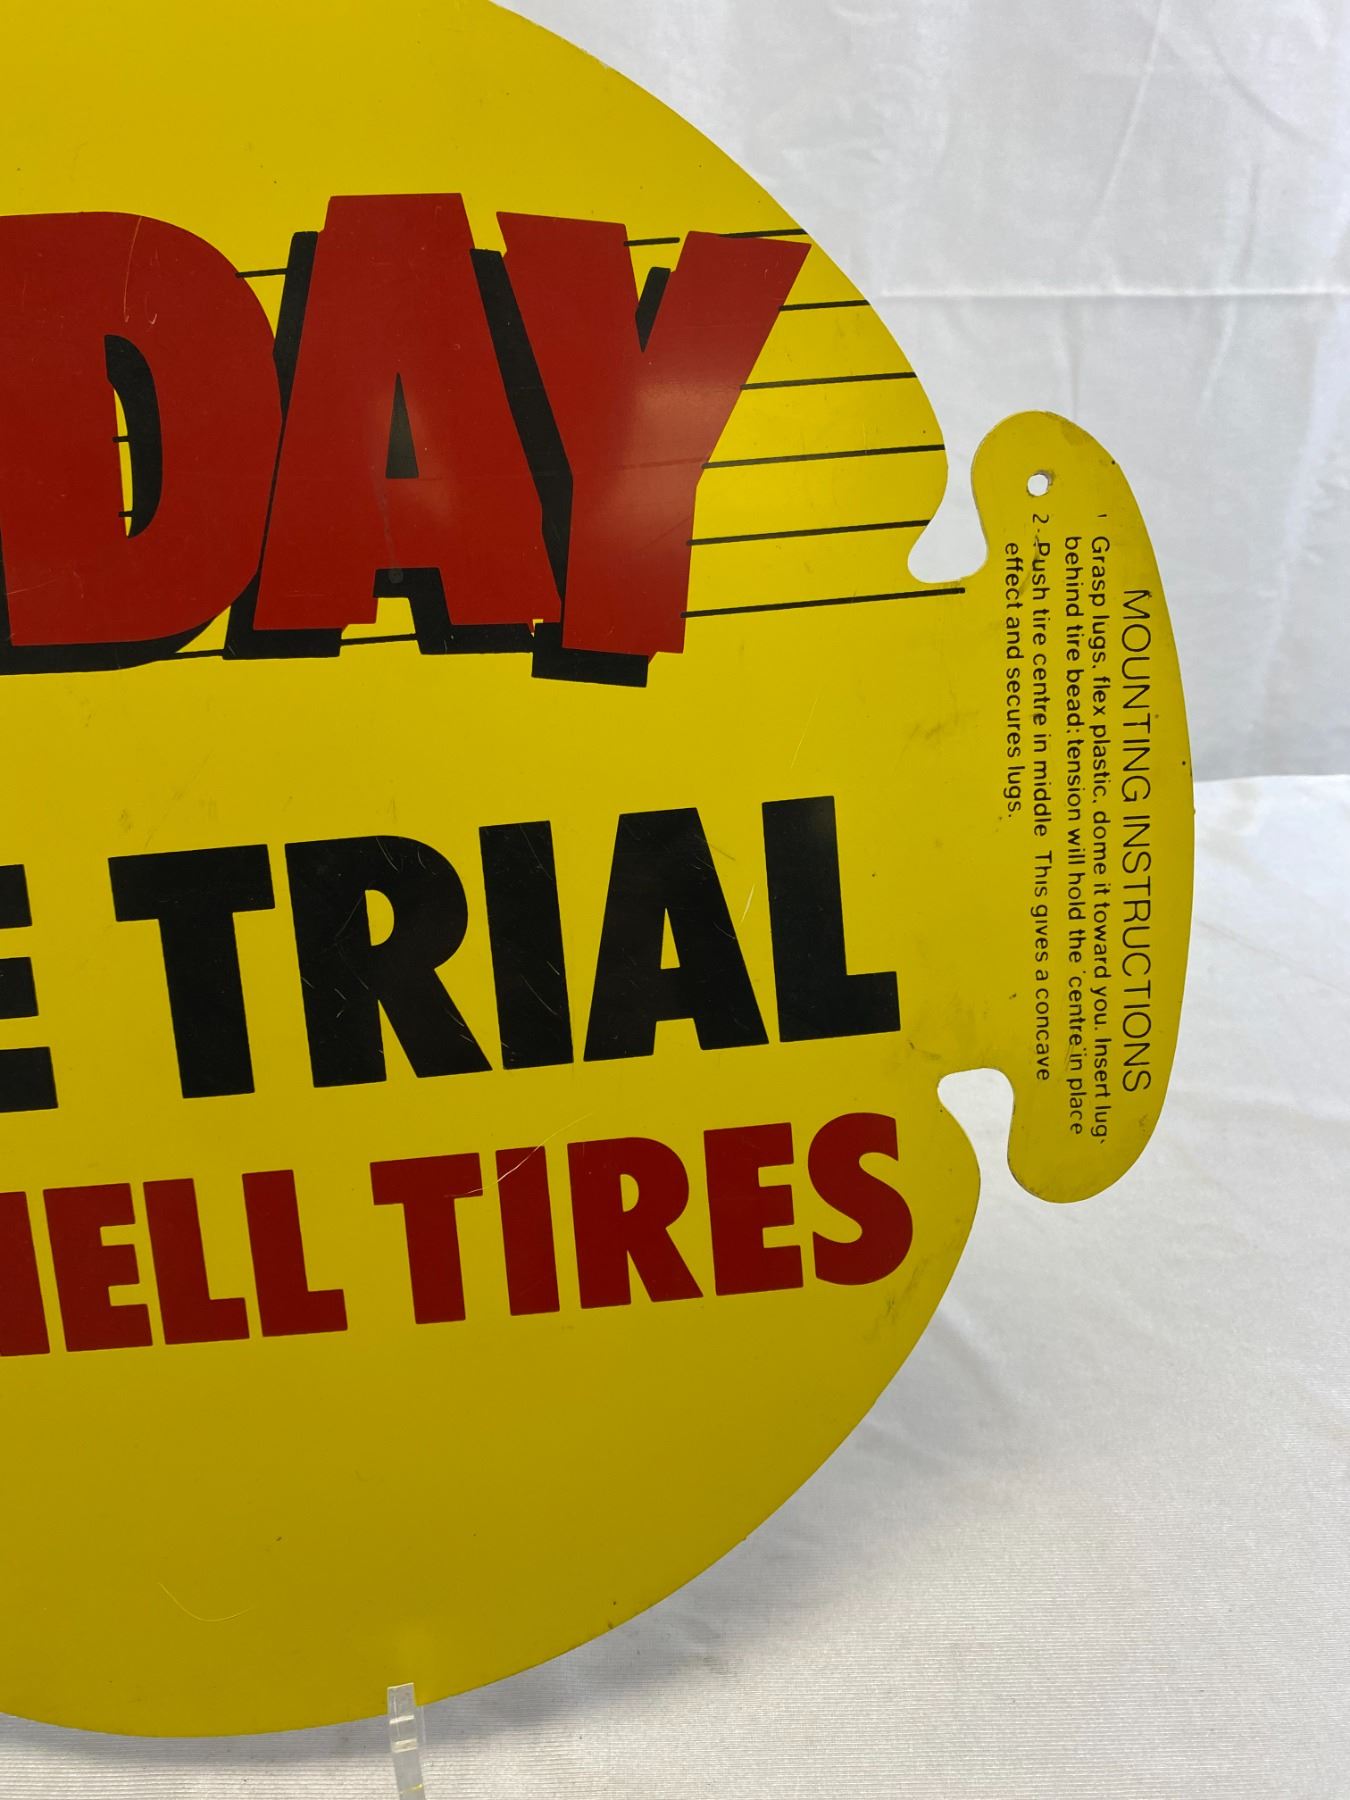 DAY
E TRIAL
HELL TIRES
MOUNTING INSTRUCTIONS
1 Grasp lugs, flex plastic, dome it toward you. Insert lug
behind tire bead; tension will hold the 'centre' in place
2. Push tire centre in middle. This gives a concave
effect and secures lugs.